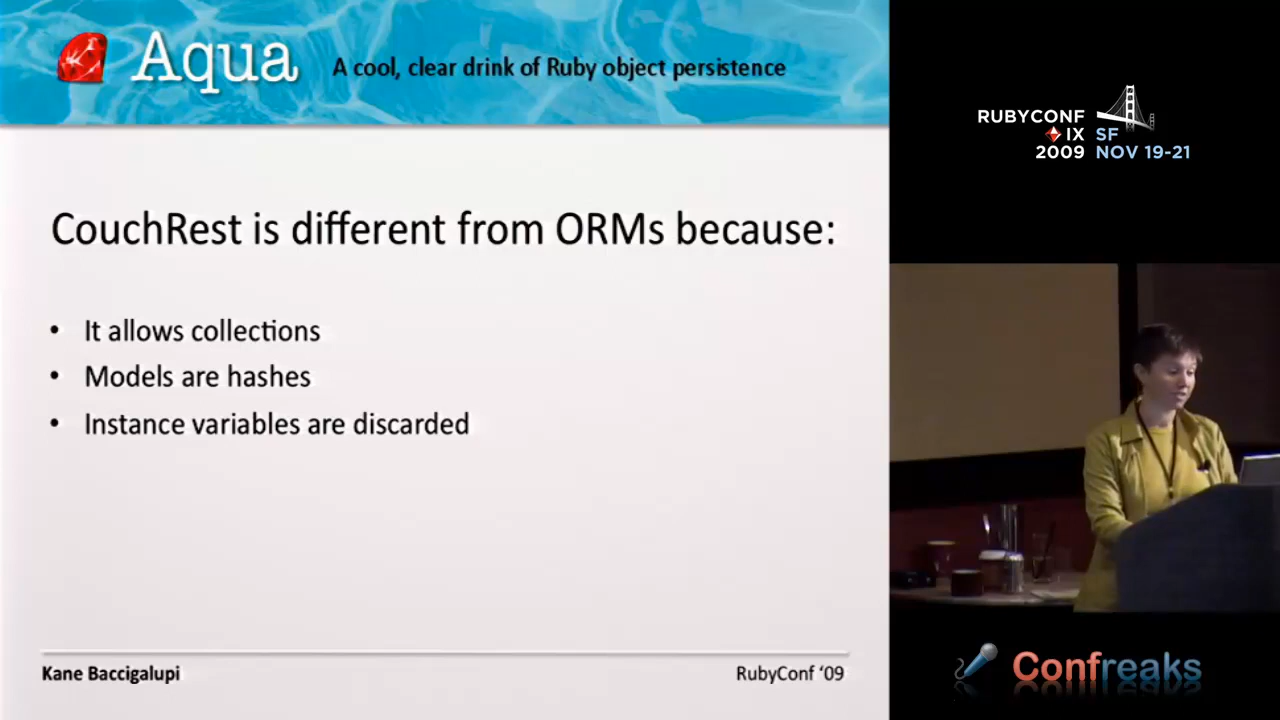 Aqua
A cool, clear drink of Ruby object persistence
CouchRest is different from ORMs because:
• It allows collections
• Models are hashes
• Instance variables are discarded
Kane Baccigalupi
RubyConf ‘09
RUBYCONF
IX SF
2009 NOV 19-21
Confreaks